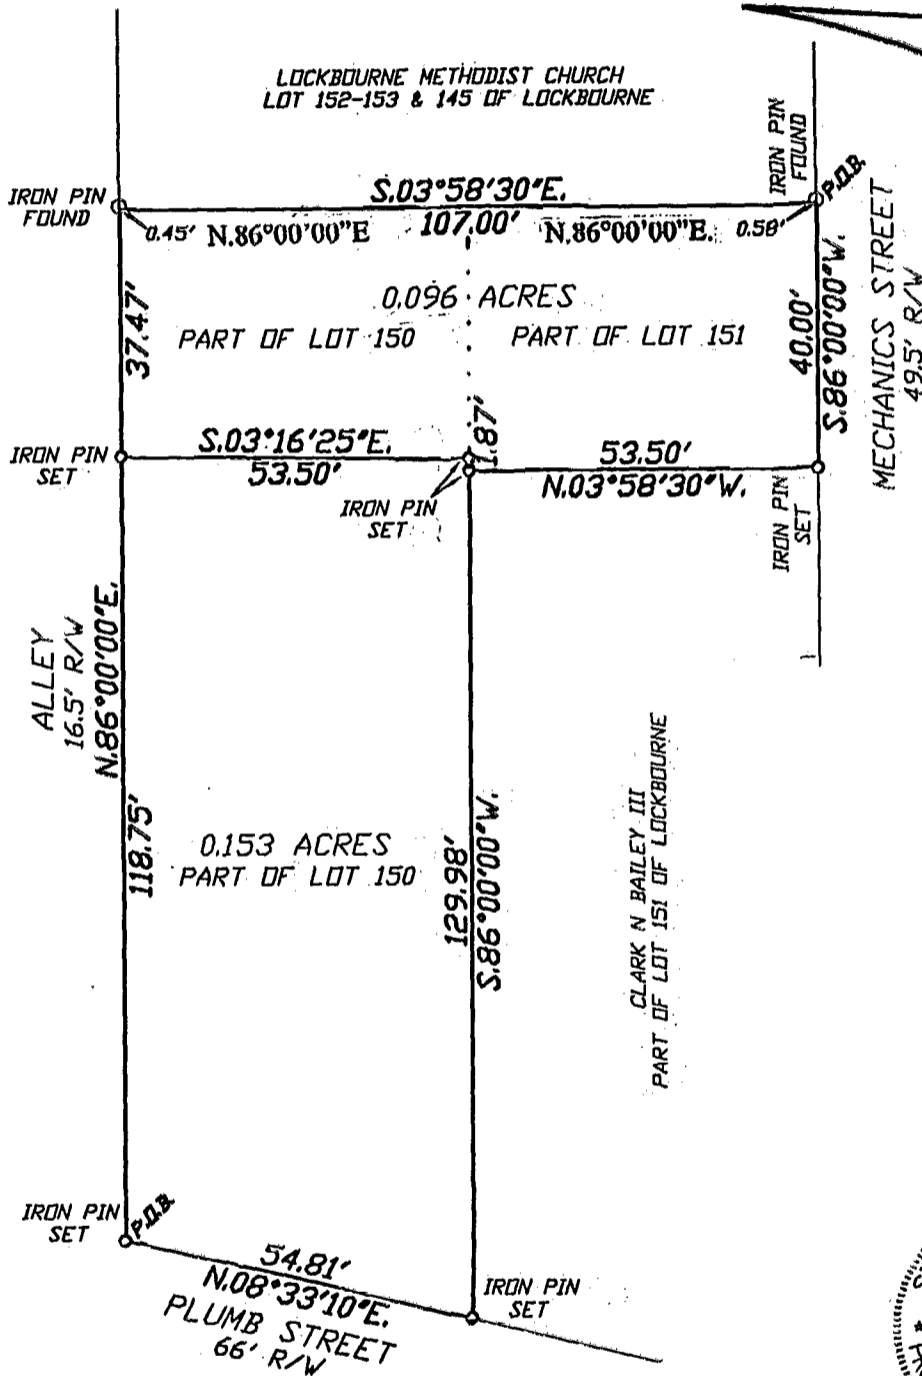 LOCKBOURNE METHODIST CHURCH
LOT 152-153 & 145 OF LOCKBOURNE
IRON PIN
FOUND
IRON PIN
FOUND
P.O.B.
S.03°58'30"E.
0.45'
N.86°00'00"E
107.00'
N.86°00'00"E.
0.58'
MECHANICS STREET
49.5' R/W
37.47'
0.096 ACRES
PART OF LOT 150
PART OF LOT 151
40.00'
S.86°00'00"W.
1.87'
IRON PIN
SET
S.03°16'25"E.
53.50'
IRON PIN
SET
53.50'
N.03°58'30"W.
IRON PIN
SET
ALLEY
16.5' R/W
N.86°00'00"E.
118.75'
0.153 ACRES
PART OF LOT 150
129.98'
S.86°00'00"W.
CLARK N BAILEY III
PART OF LOT 151 OF LOCKBOURNE
IRON PIN
SET
P.O.B.
54.81'
N.08°33'10"E.
PLUMB STREET
66' R/W
IRON PIN
SET